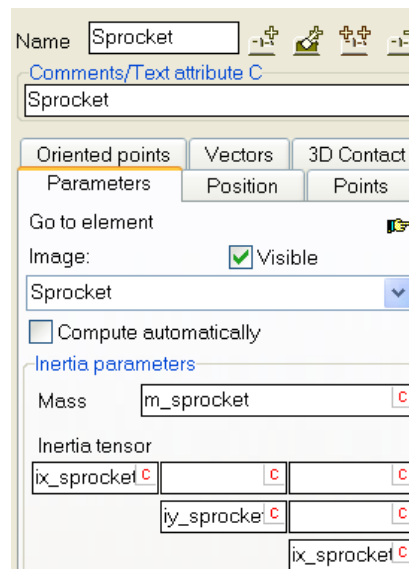 Name Sprocket
Comments/Text attribute C
Sprocket
Oriented points Vectors 3D Contact
Parameters Position Points
Go to element
Image: Visible
Sprocket
Compute automatically
Inertia parameters
Mass m_sprocket C
Inertia tensor
ix_sprocket C C C
iy_sprocket C C
ix_sprocket C